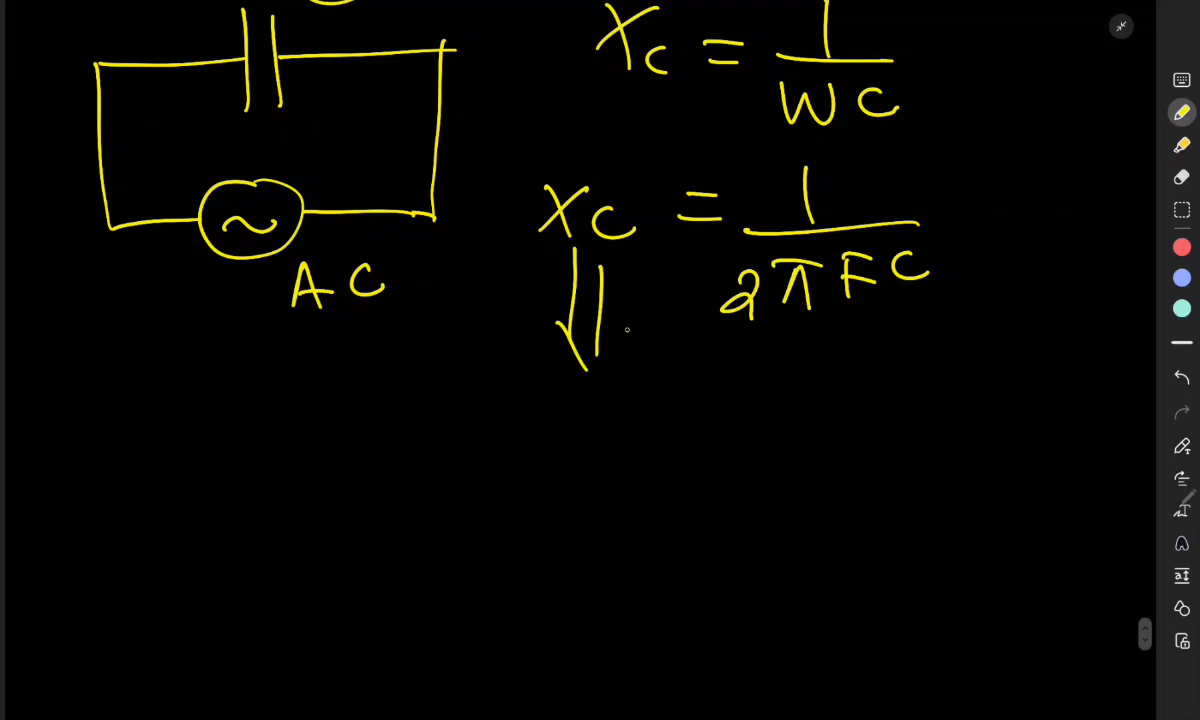 Xc = 1/WC
Xc = 1/2πFC
AC